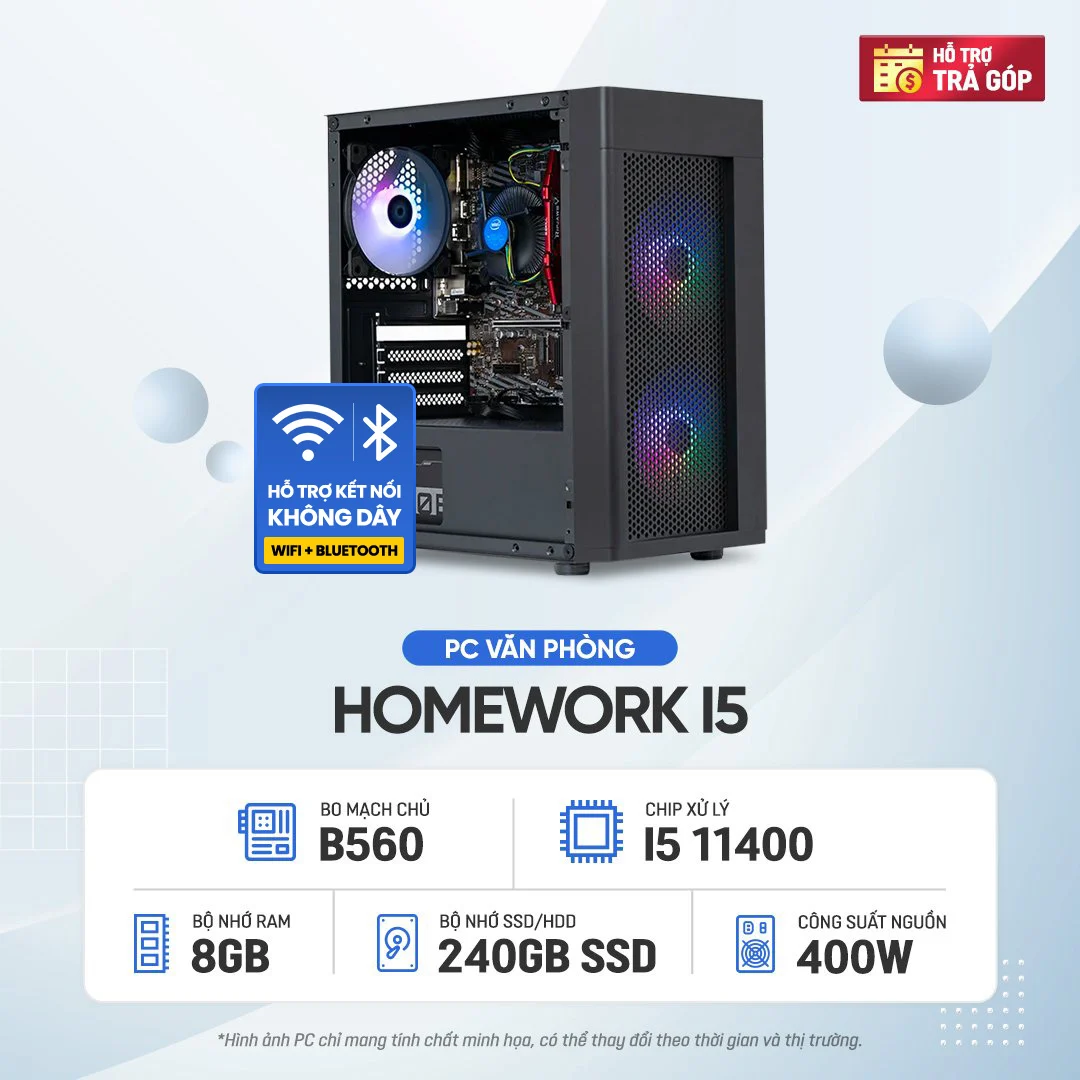 HỖ TRỢ
TRẢ GÓP
HỖ TRỢ KẾT NỐI
KHÔNG DÂY
WIFI + BLUETOOTH
PC VĂN PHÒNG
HOMEWORK I5
BO MẠCH CHỦ
B560
CHIP XỬ LÝ
I5 11400
BỘ NHỚ RAM
8GB
BỘ NHỚ SSD/HDD
240GB SSD
CÔNG SUẤT NGUỒN
400W
*Hình ảnh PC chỉ mang tính chất minh họa, có thể thay đổi theo thời gian và thị trường.